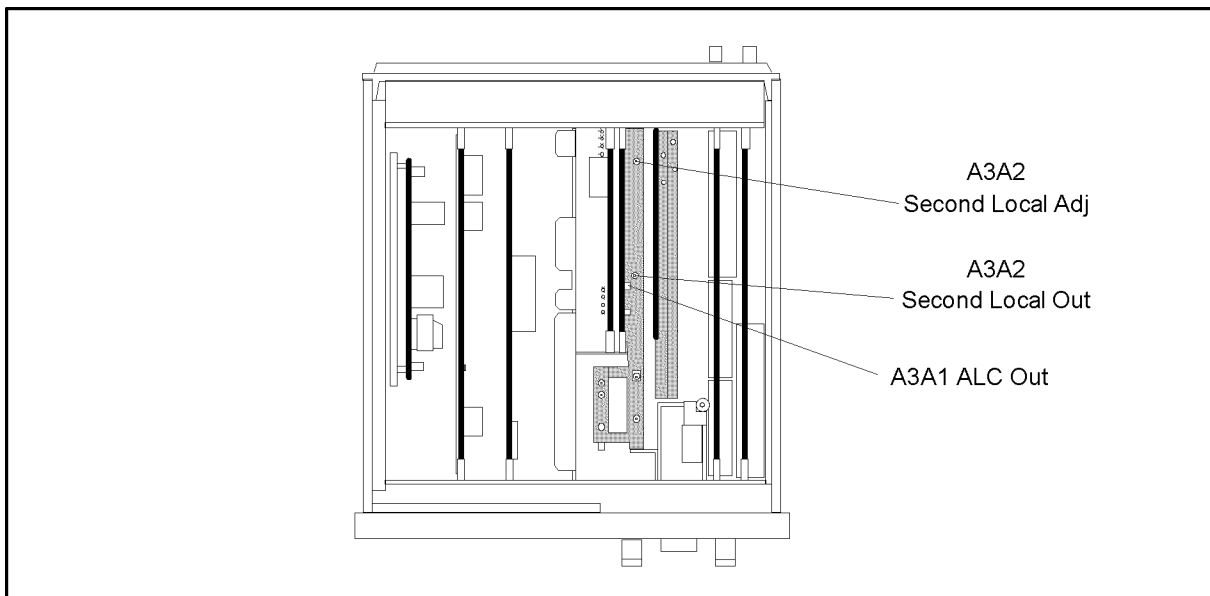 A3A2
Second Local Adj
A3A2
Second Local Out
A3A1 ALC Out